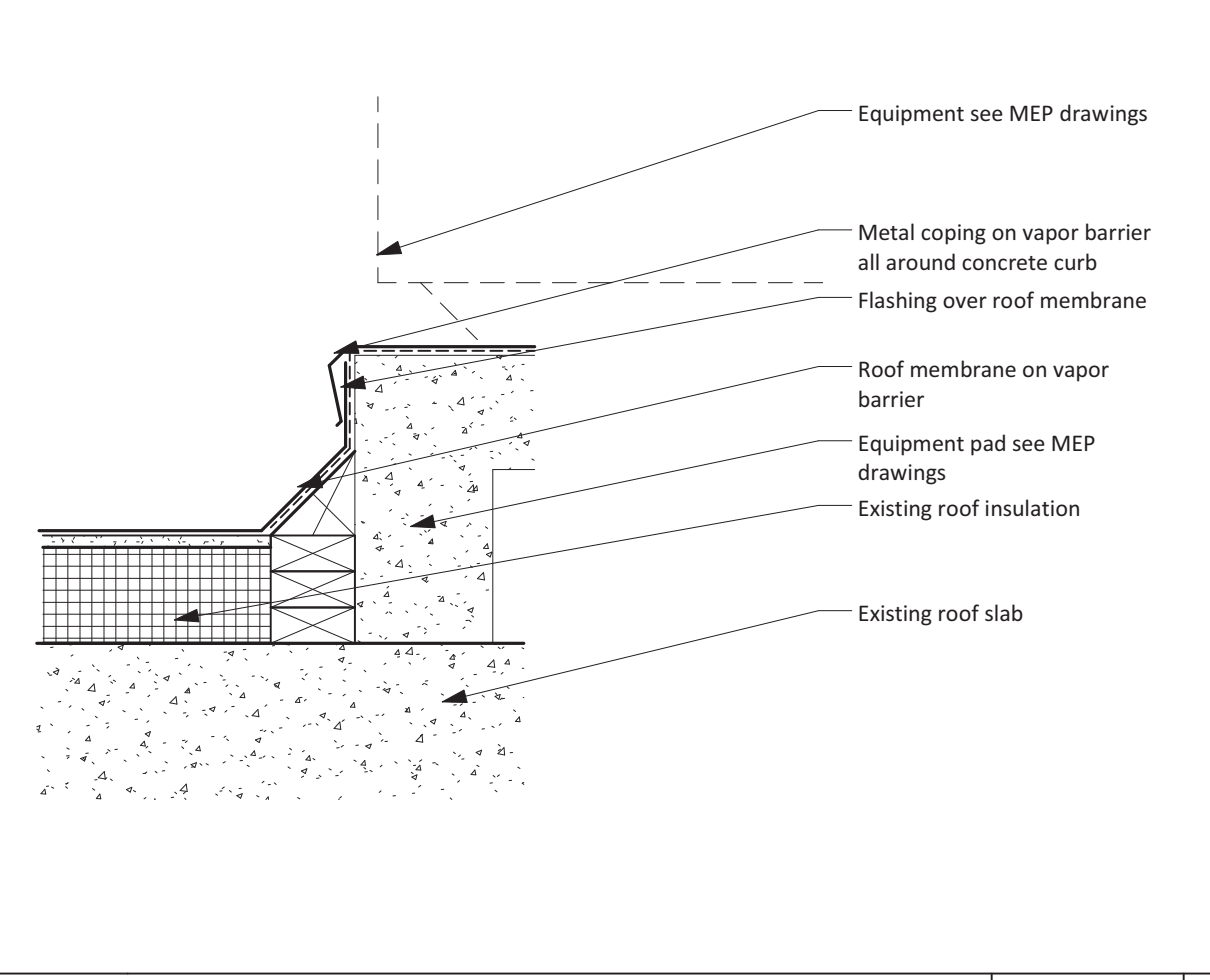 Equipment see MEP drawings
Metal coping on vapor barrier
all around concrete curb
Flashing over roof membrane
Roof membrane on vapor
barrier
Equipment pad see MEP
drawings
Existing roof insulation
Existing roof slab